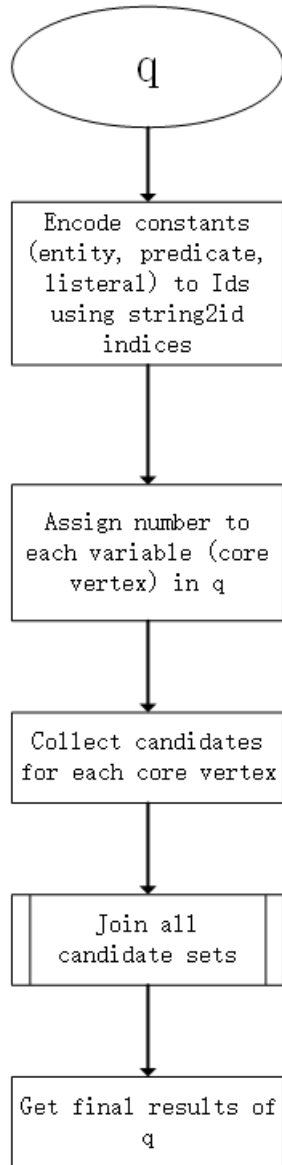 q
Encode constants
(entity, predicate,
listeral) to Ids
using string2id
indices
Assign number to
each variable (core
vertex) in q
Collect candidates
for each core vertex
Join all
candidate sets
Get final results of
q